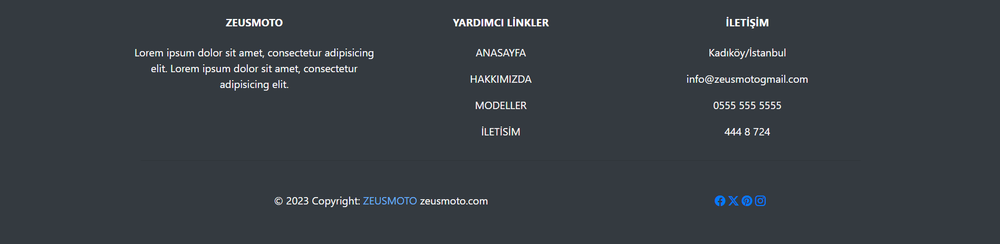 ZEUSMOTO
Lorem ipsum dolor sit amet, consectetur adipisicing
elit. Lorem ipsum dolor sit amet, consectetur
adipisicing elit.
YARDIMCI LİNKLER
ANASAYFA
HAKKIMIZDA
MODELLER
İLETİSİM
İLETİŞİM
Kadıköy/İstanbul
info@zeusmotogmail.com
0555 555 5555
444 8 724
© 2023 Copyright: ZEUSMOTO zeusmoto.com